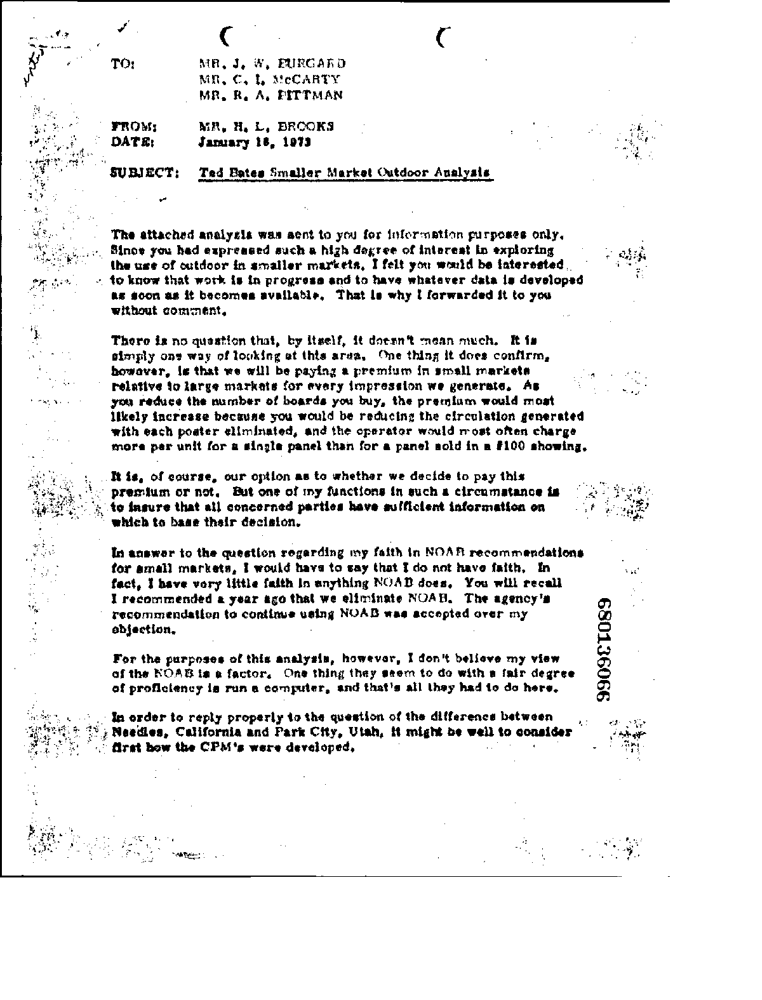 TO: MR. J. W. BURGARD
MR. C. I. McCARTY
MR. R. A. PITTMAN
FROM: MR. H. L. BROOKS
DATE: January 18, 1973
SUBJECT: Ted Bates Smaller Market Outdoor Analysis
The attached analysis was sent to you for information purposes only.
Since you had expressed such a high degree of interest in exploring
the use of outdoor in smaller markets, I felt you would be interested
to know that work is in progress and to have whatever data is developed
as soon as it becomes available. That is why I forwarded it to you
without comment.
There is no question that, by itself, it doesn't mean much. It is
simply one way of looking at this area. One thing it does confirm,
however, is that we will be paying a premium in small markets
relative to large markets for every impression we generate. As
you reduce the number of boards you buy, the premium would most
likely increase because you would be reducing the circulation generated
with each poster eliminated, and the operator would most often charge
more per unit for a single panel than for a panel sold in a #100 showing.
It is, of course, our option as to whether we decide to pay this
premium or not. But one of my functions in such a circumstance is
to insure that all concerned parties have sufficient information on
which to base their decision.
In answer to the question regarding my faith in NOAB recommendations
for small markets, I would have to say that I do not have faith. In
fact, I have very little faith in anything NOAB does. You will recall
I recommended a year ago that we eliminate NOAB. The agency's
recommendation to continue using NOAB was accepted over my
objection.
For the purposes of this analysis, however, I don't believe my view
of the NOAB is a factor. One thing they seem to do with a fair degree
of proficiency is run a computer, and that's all they had to do here.
In order to reply properly to the question of the difference between
Needles, California and Park City, Utah, it might be well to consider
first how the CPM's were developed.
680136066